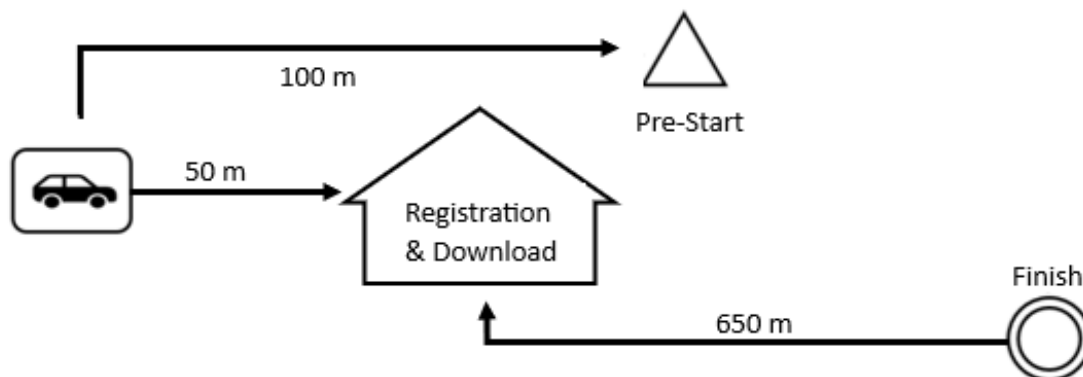 100 m
Pre-Start
50 m
Registration
& Download
Finish
650 m